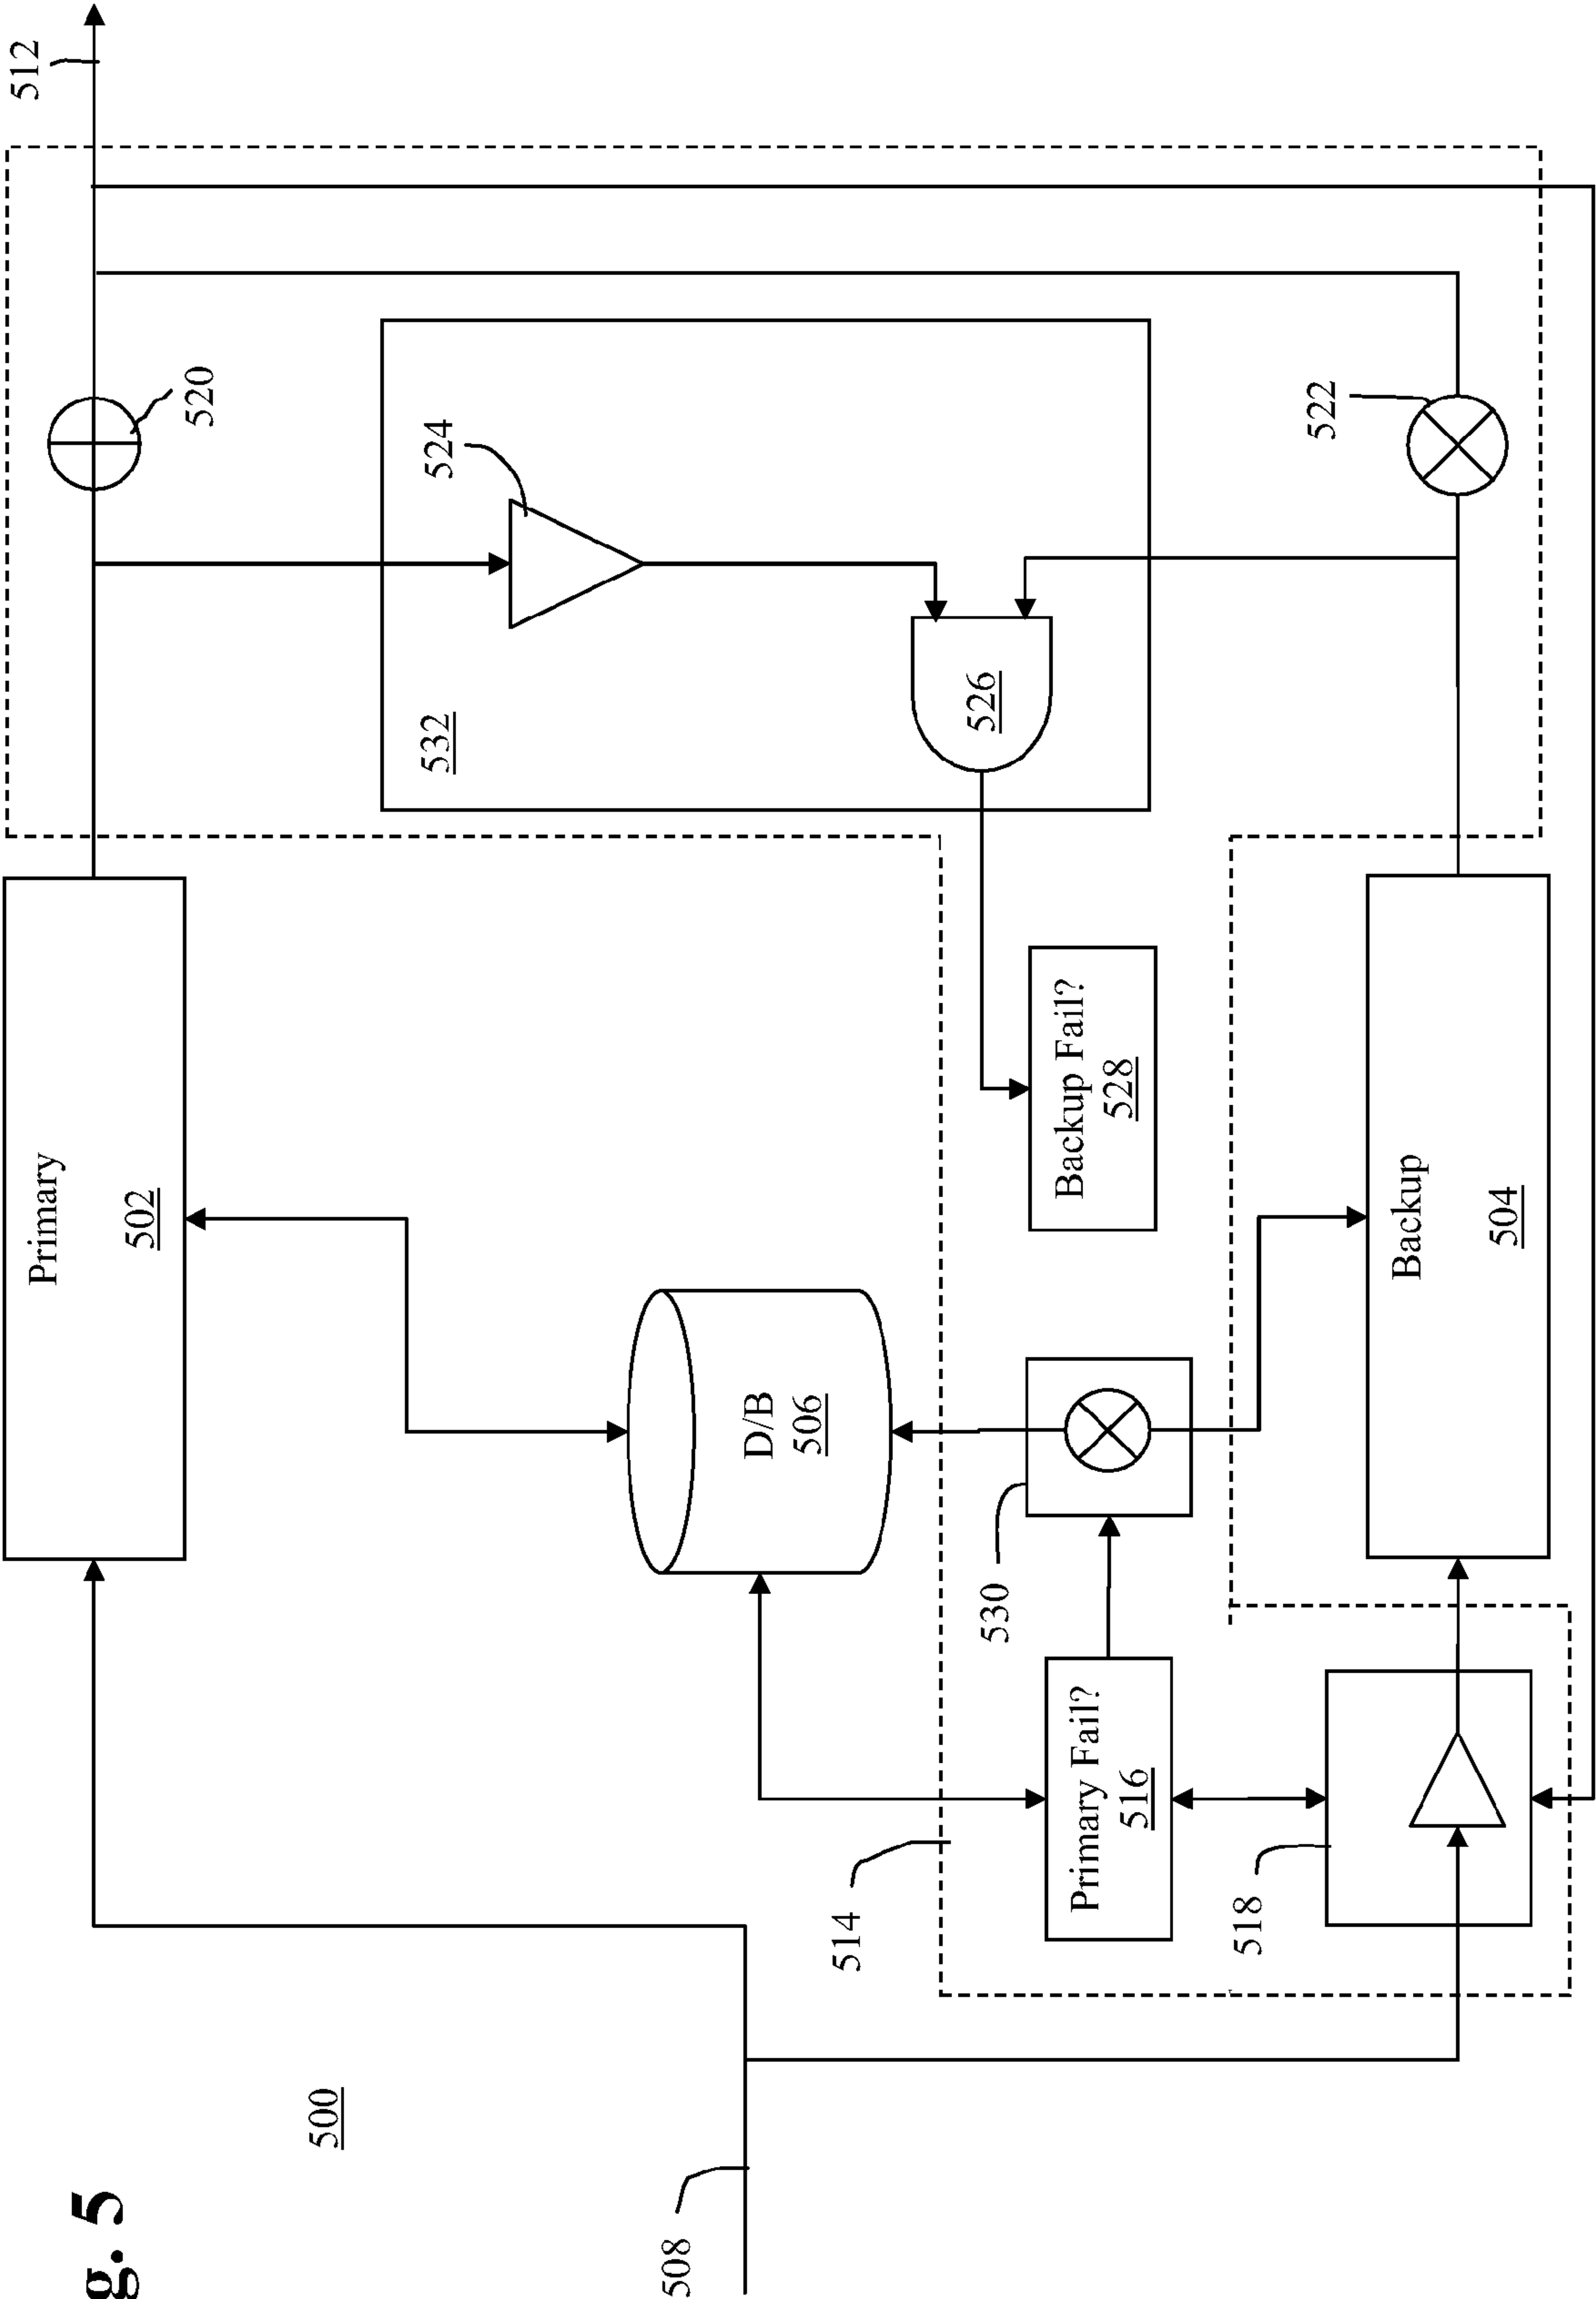 g. 5
500
508
512
Primary
502
520
532
524
526
D/B
506
514
Primary Fail?
516
530
Backup Fail?
528
522
518
Backup
504